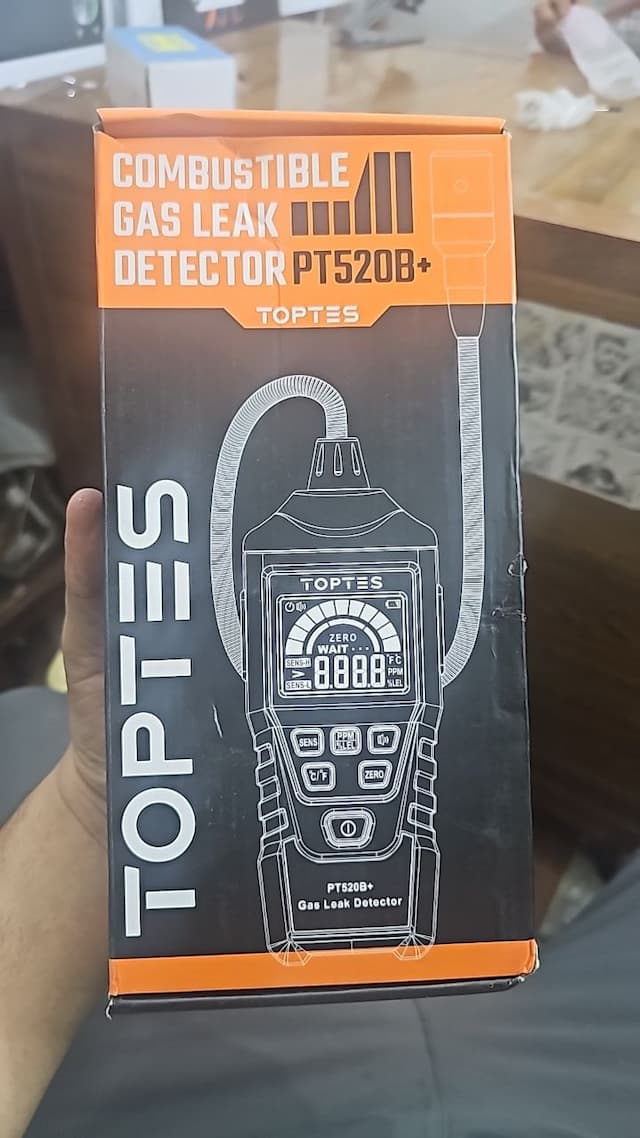 COMBUSTIBLE
GAS LEAK
DETECTOR PT520B+
TOPTES
TOPTES
TOPTES
ZERO
WAIT...
SENS-H
8.8.8.8
F C
PPM
%LEL
SENS-L
SENS
PPM
%LEL
°C/°F
ZERO
PT520B+
Gas Leak Detector